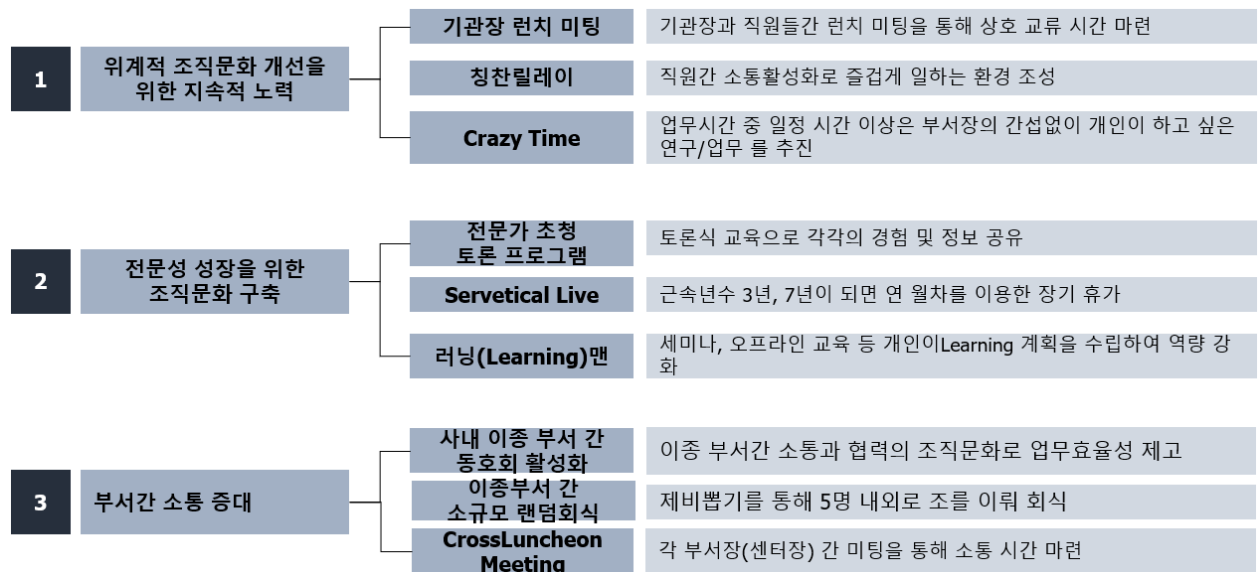 1
위계적 조직문화 개선을
위한 지속적 노력
기관장 런치 미팅
기관장과 직원들간 런치 미팅을 통해 상호 교류 시간 마련
칭찬릴레이
직원간 소통활성화로 즐겁게 일하는 환경 조성
Crazy Time
업무시간 중 일정 시간 이상은 부서장의 간섭없이 개인이 하고 싶은
연구/업무 를 추진
2
전문성 성장을 위한
조직문화 구축
전문가 초청
토론 프로그램
토론식 교육으로 각각의 경험 및 정보 공유
Servetical Live
근속년수 3년, 7년이 되면 연 월차를 이용한 장기 휴가
러닝(Learning)맨
세미나, 오프라인 교육 등 개인이Learning 계획을 수립하여 역량 강
화
3
부서간 소통 증대
사내 이종 부서 간
동호회 활성화
이종 부서간 소통과 협력의 조직문화로 업무효율성 제고
이종부서 간
소규모 랜덤회식
제비뽑기를 통해 5명 내외로 조를 이뤄 회식
CrossLuncheon
Meeting
각 부서장(센터장) 간 미팅을 통해 소통 시간 마련